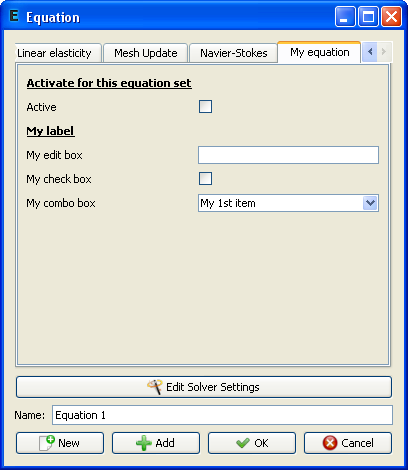 Equation
Linear elasticity Mesh Update Navier-Stokes My equation
Activate for this equation set
Active
My label
My edit box
My check box
My combo box My 1st item
Edit Solver Settings
Name: Equation 1
New Add OK Cancel